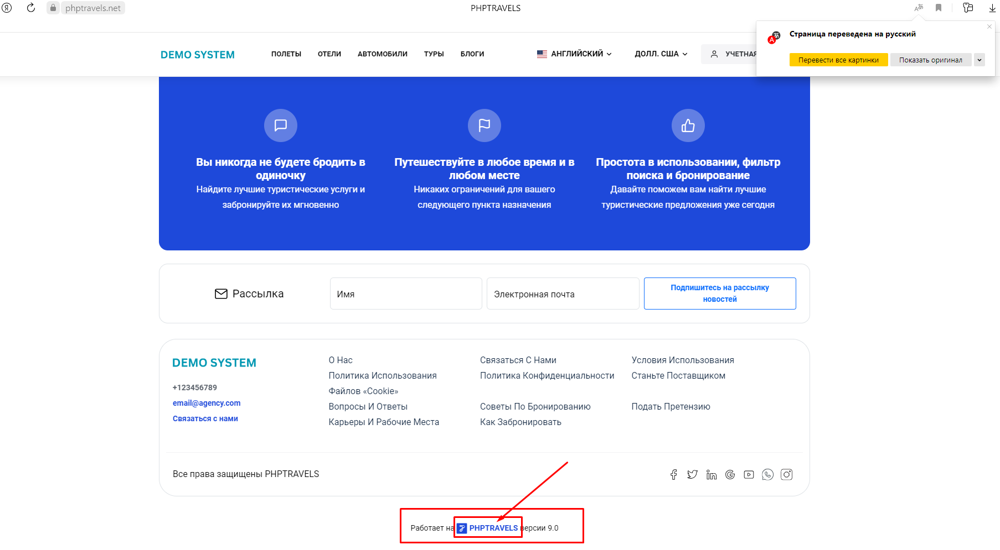 phptravels.net
PHPTRAVELS
Страница переведена на русский
Перевести все картинки
Показать оригинал
DEMO SYSTEM
ПОЛЕТЫ
ОТЕЛИ
АВТОМОБИЛИ
ТУРЫ
БЛОГИ
АНГЛИЙСКИЙ
ДОЛЛ. США
УЧЕТНАЯ
Вы никогда не будете бродить в
одиночку
Найдите лучшие туристические услуги и
забронируйте их мгновенно
Путешествуйте в любое время и в
любом месте
Никаких ограничений для вашего
следующего пункта назначения
Простота в использовании, фильтр
поиска и бронирование
Давайте поможем вам найти лучшие
туристические предложения уже сегодня
Рассылка
Имя
Электронная почта
Подпишитесь на рассылку
новостей
DEMO SYSTEM
+123456789
email@agency.com
Связаться с нами
О Нас
Связаться С Нами
Условия Использования
Политика Использования
Файлов «Cookie»
Политика Конфиденциальности
Станьте Поставщиком
Вопросы И Ответы
Советы По Бронированию
Подать Претензию
Карьеры И Рабочие Места
Как Забронировать
Все права защищены PHPTRAVELS
Работает на PHPTRAVELS версии 9.0